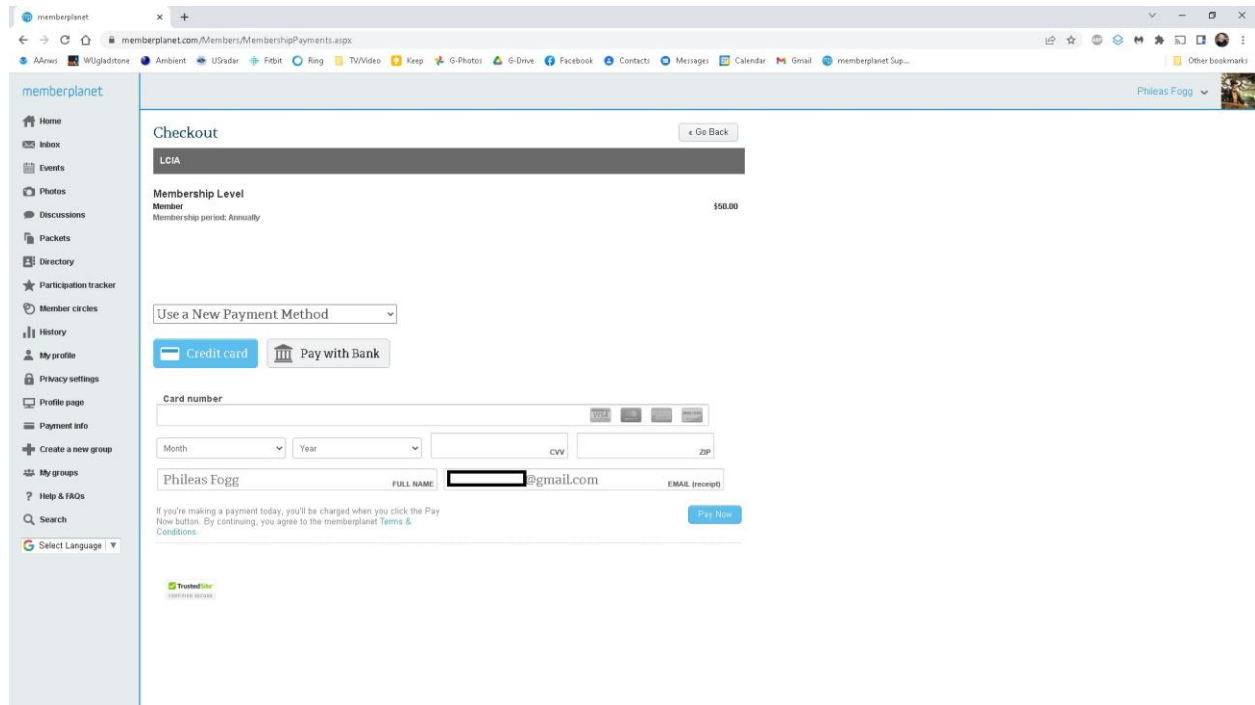 memberplanet
memberplanet.com/Members/MembershipPayments.aspx
AAnws WUgladstone Ambient USradar Fitbit Ring TV/Video Keep G-Photos G-Drive Facebook Contacts Messages Calendar Gmail memberplanet Sup... Other bookmarks
memberplanet
Phileas Fogg
Home
Inbox
Events
Photos
Discussions
Packets
Directory
Participation tracker
Member circles
History
My profile
Privacy settings
Profile page
Payment info
Create a new group
My groups
? Help & FAQs
Search
G Select Language ▼
Checkout
« Go Back
LCIA
Membership Level
Member $50.00
Membership period: Annually
Use a New Payment Method
Credit card Pay with Bank
Card number
VISA
Month Year CVV ZIP
Phileas Fogg FULL NAME @gmail.com EMAIL (receipt)
If you're making a payment today, you'll be charged when you click the Pay
Now button. By continuing, you agree to the memberplanet Terms &
Conditions.
Pay Now
TrustedSite
CERTIFIED SECURE